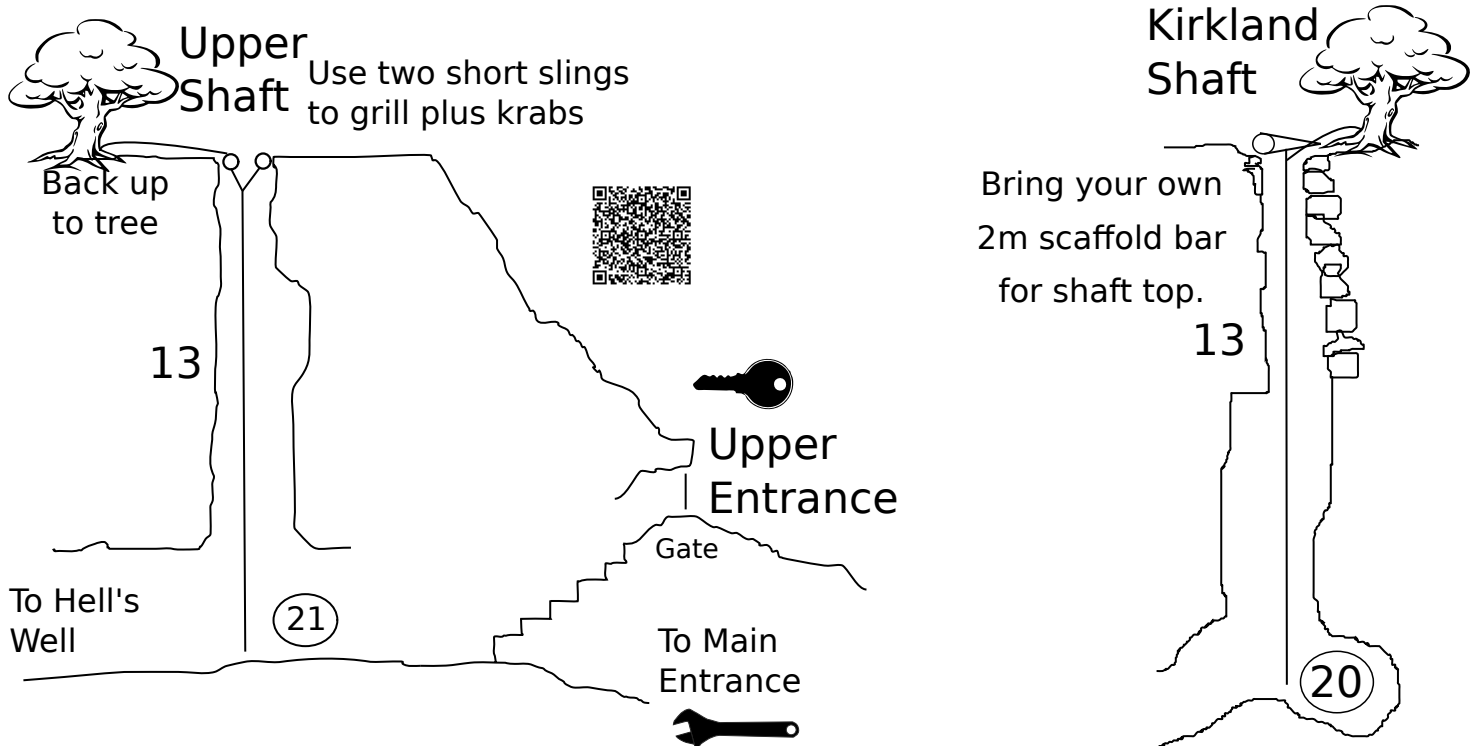 Upper
Shaft
Use two short slings
to grill plus krabs
Back up
to tree
13
Upper
Entrance
Gate
To Hell's
Well
21
To Main
Entrance
Kirkland
Shaft
Bring your own
2m scaffold bar
for shaft top.
13
20